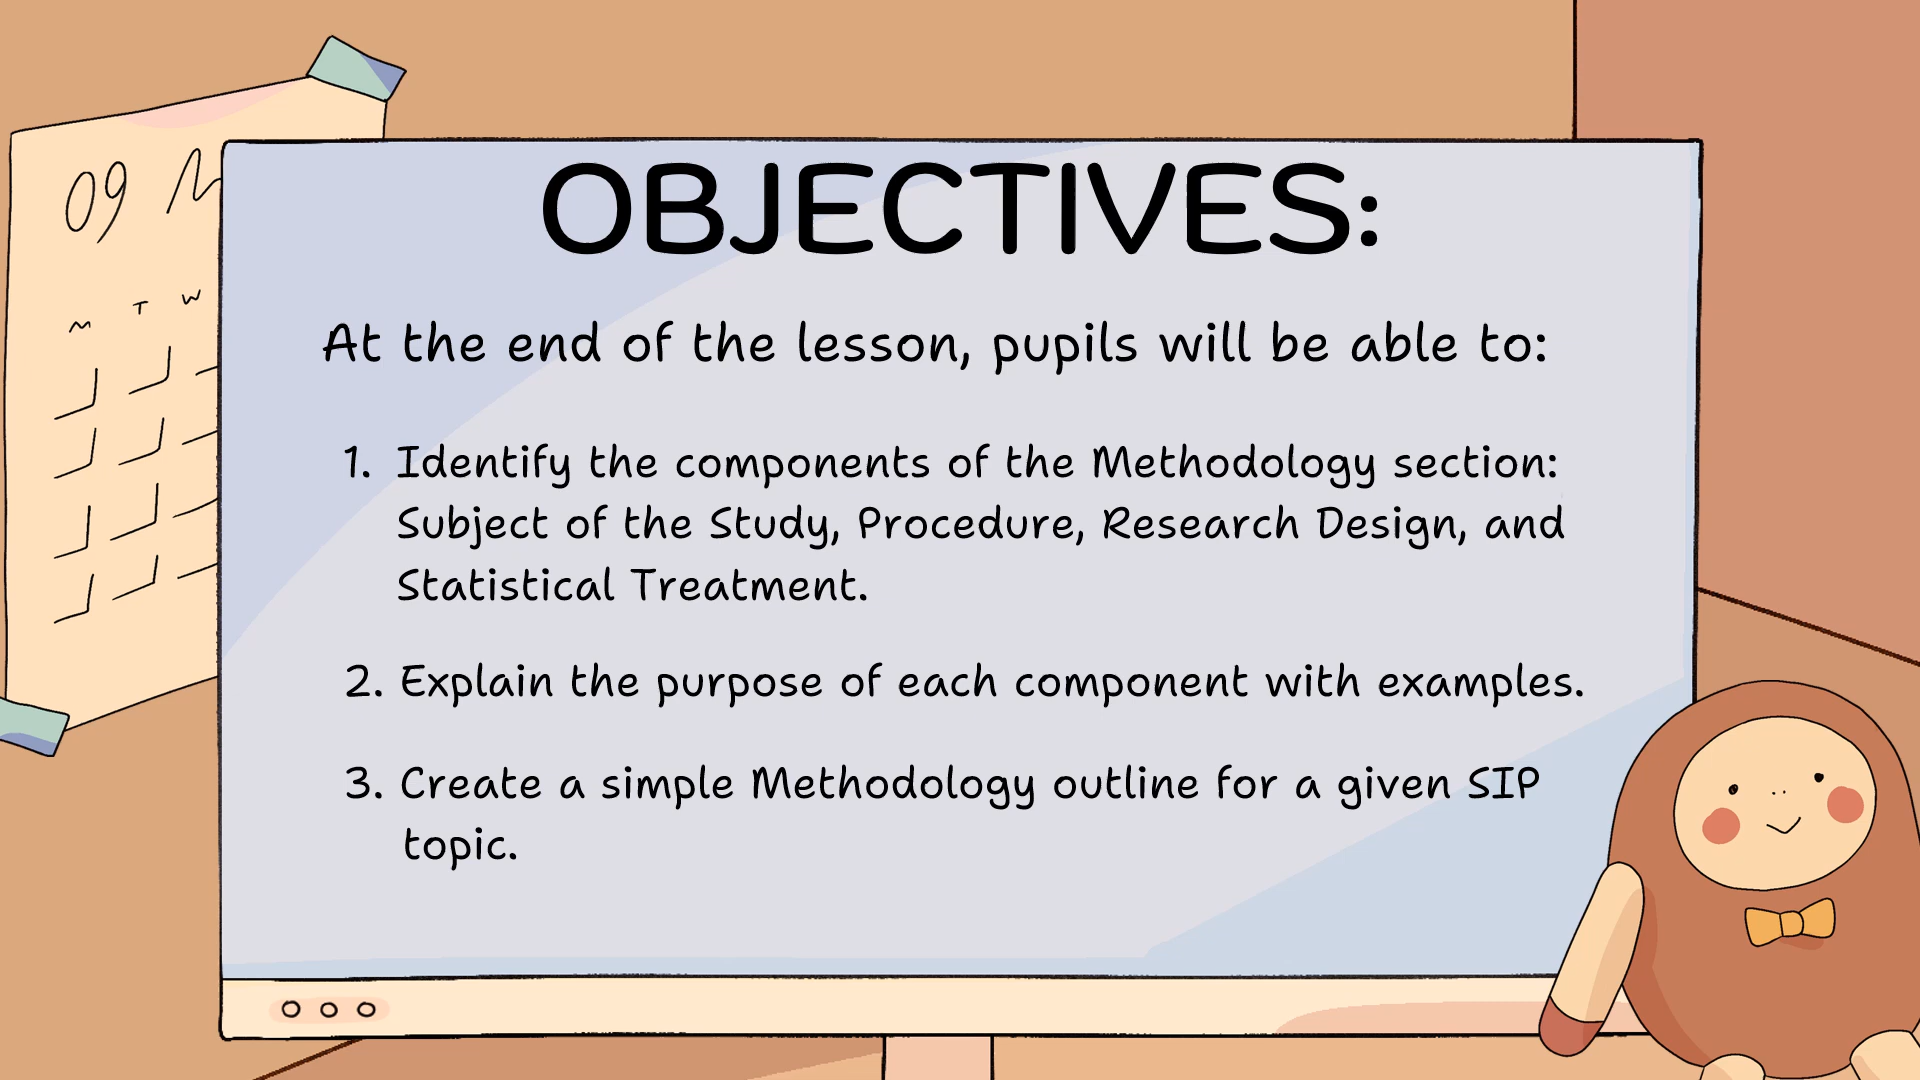 09
M T W
OBJECTIVES:
At the end of the lesson, pupils will be able to:
1. Identify the components of the Methodology section:
Subject of the Study, Procedure, Research Design, and
Statistical Treatment.
2. Explain the purpose of each component with examples.
3. Create a simple Methodology outline for a given SIP
topic.